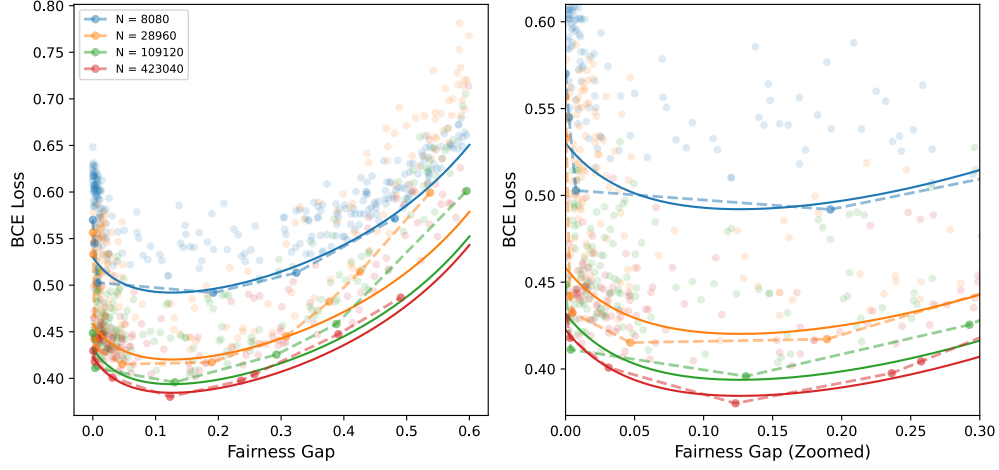 0.80
0.75
0.70
0.65
0.60
0.55
0.50
0.45
0.40
BCE Loss
N = 8080
N = 28960
N = 109120
N = 423040
0.0 0.1 0.2 0.3 0.4 0.5 0.6
Fairness Gap
0.60
0.55
0.50
0.45
0.40
BCE Loss
0.00 0.05 0.10 0.15 0.20 0.25 0.30
Fairness Gap (Zoomed)